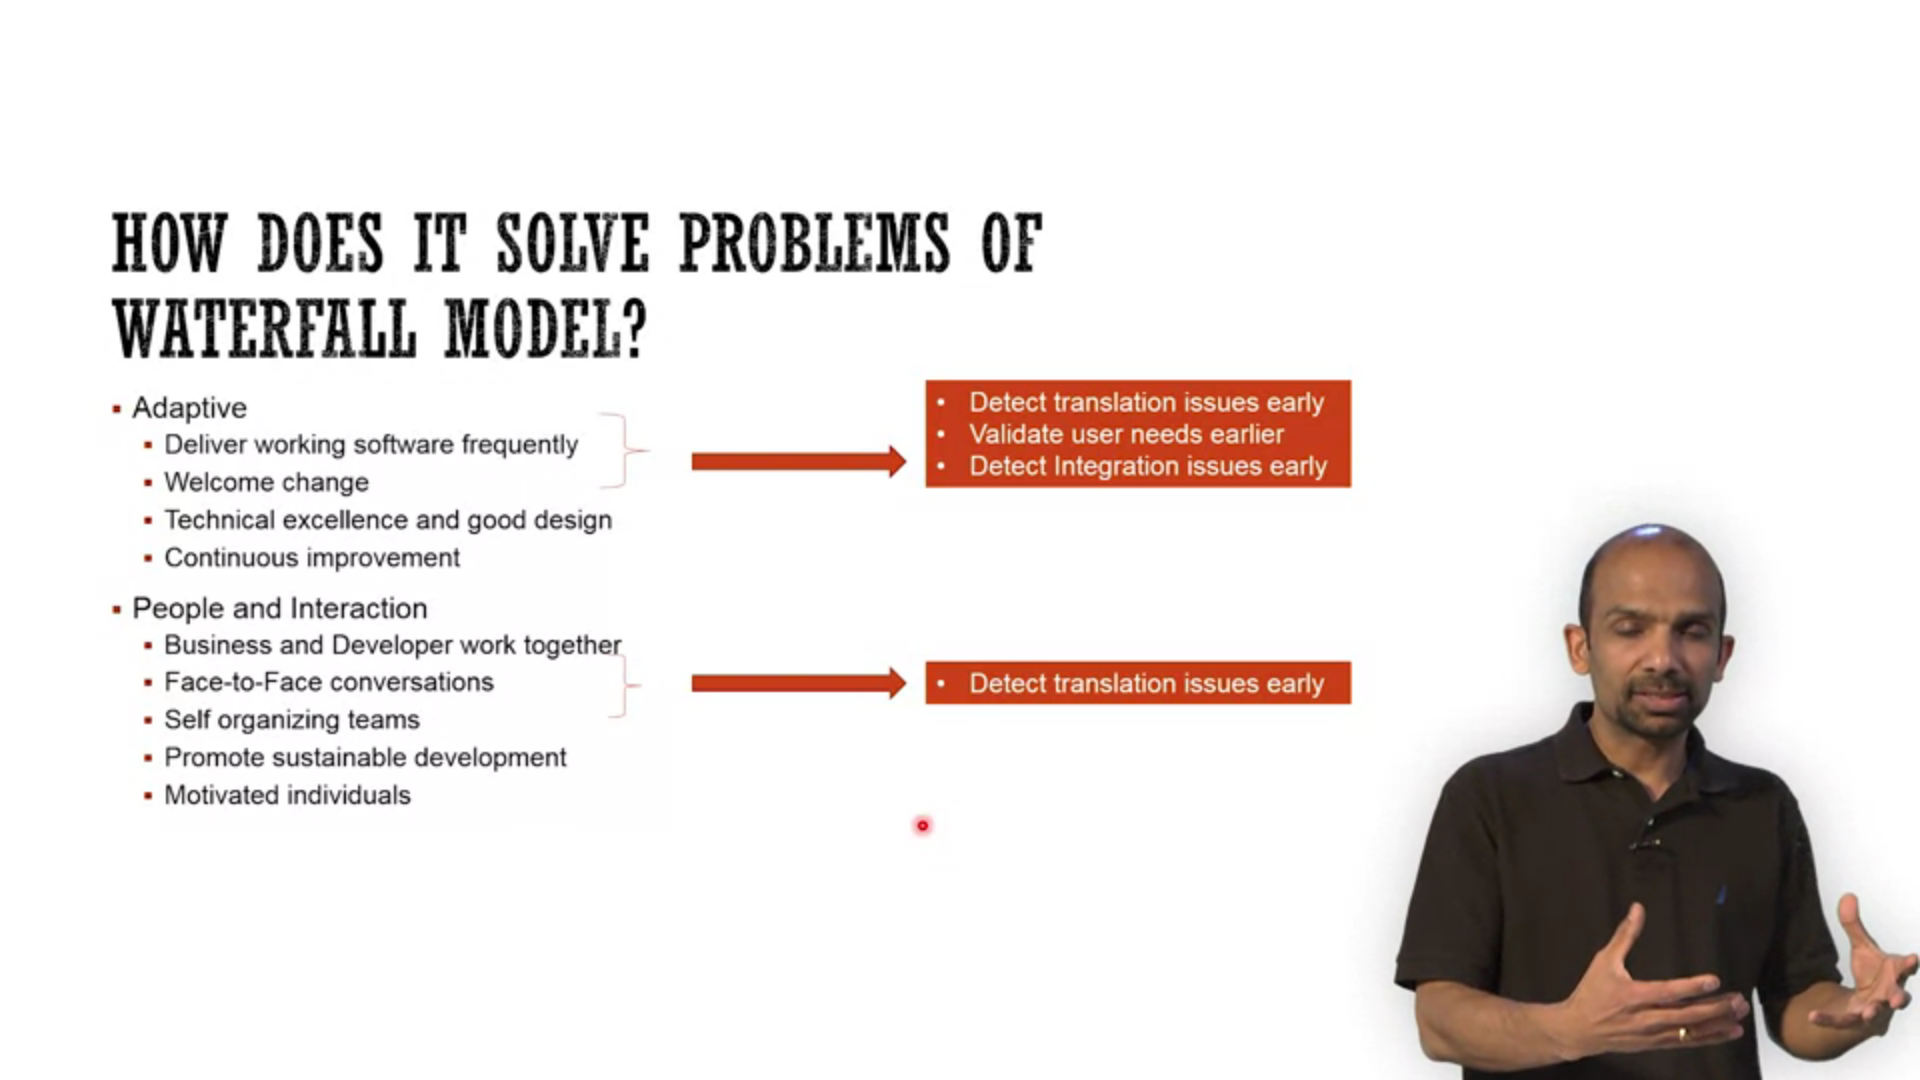 HOW DOES IT SOLVE PROBLEMS OF
WATERFALL MODEL?
Adaptive
Deliver working software frequently
Welcome change
Technical excellence and good design
Continuous improvement
People and Interaction
Business and Developer work together
Face-to-Face conversations
Self organizing teams
Promote sustainable development
Motivated individuals
Detect translation issues early
Validate user needs earlier
Detect Integration issues early
Detect translation issues early